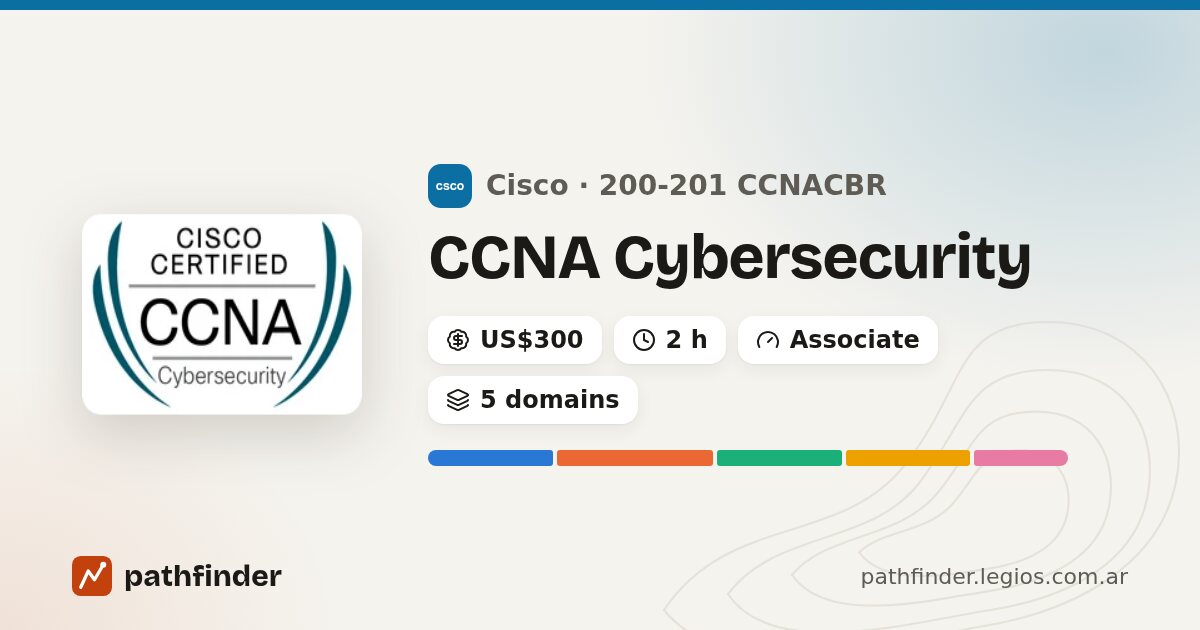 CISCO
CERTIFIED
CCNA
Cybersecurity
csco
Cisco · 200-201 CCNACBR
CCNA Cybersecurity
US$300
2 h
Associate
5 domains
pathfinder
pathfinder.legios.com.ar